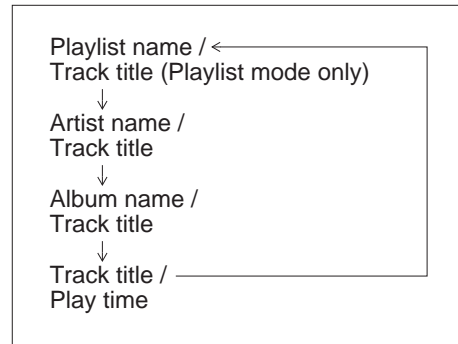 Playlist name /
Track title (Playlist mode only)
Artist name /
Track title
Album name /
Track title
Track title /
Play time